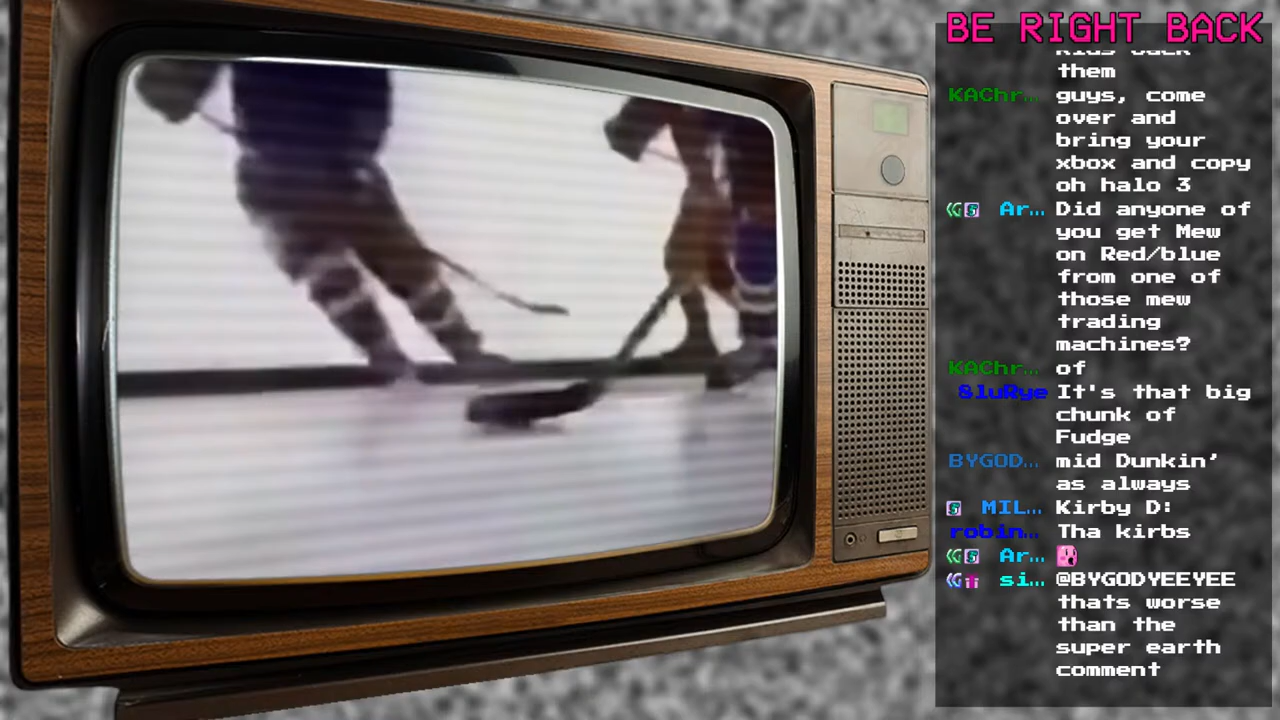 BE RIGHT BACK
them
KAChr... guys, come
over and
bring your
xbox and copy
oh halo 3
Ar... Did anyone of
you get Mew
on Red/blue
from one of
those mew
trading
machines?
KAChr... of
&luRye It's that big
chunk of
Fudge
BYGOD... mid Dunkin'
as always
MIL... Kirby D:
robin... Tha kirbs
Ar...
si... @BYGODYEEYEE
thats worse
than the
super earth
comment